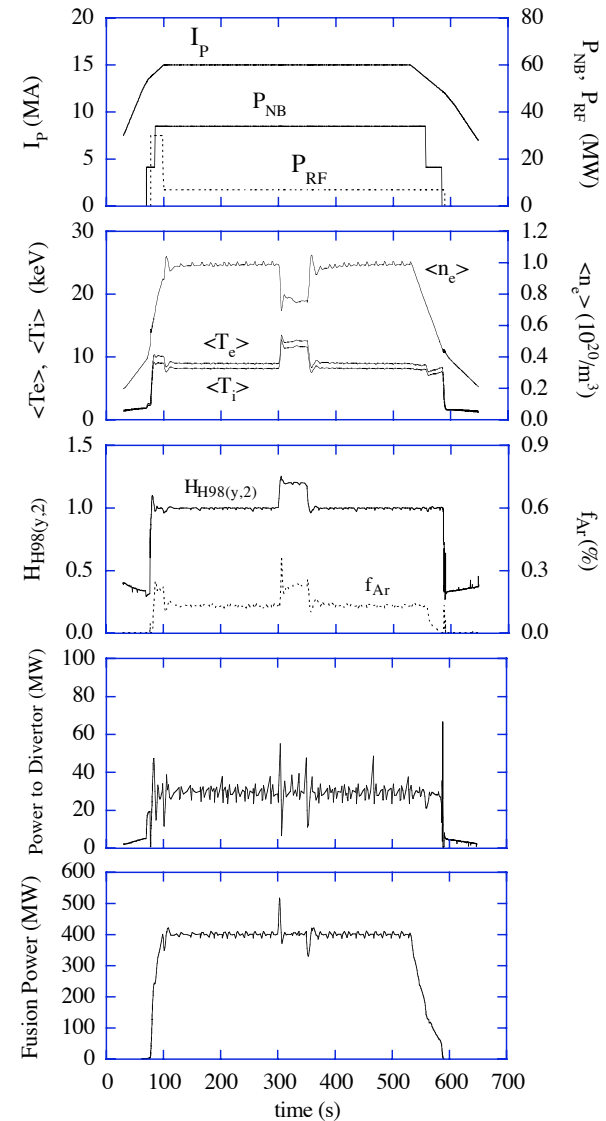 20
15
10
5
0
I_P (MA)
80
60
40
20
0
P_NB, P_RF (MW)
I_P
P_NB
P_RF
30
20
10
0
<Te>, <Ti> (keV)
1.2
1.0
0.8
0.6
0.4
0.2
0.0
<n_e> (10^20/m^3)
<n_e>
<T_e>
<T_i>
1.5
1.0
0.5
0.0
H_H98(y,2)
0.9
0.6
0.3
0.0
f_Ar(%)
H_H98(y,2)
f_Ar
100
80
60
40
20
0
Power to Divertor (MW)
600
500
400
300
200
100
0
Fusion Power (MW)
0 100 200 300 400 500 600 700
time (s)